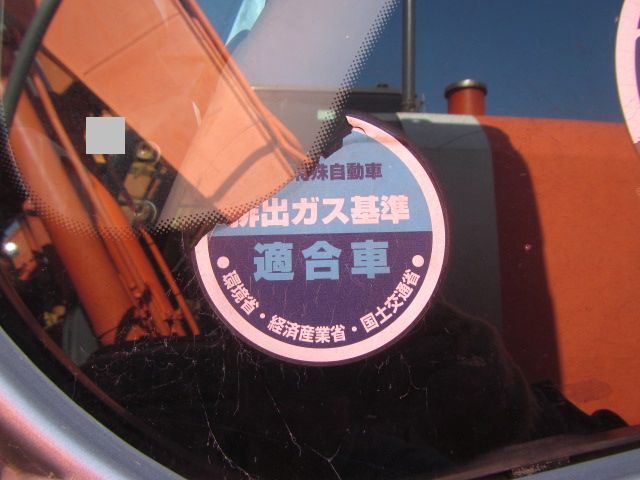 特殊自動車
排出ガス基準
適合車
環境省・経済産業省・国土交通省